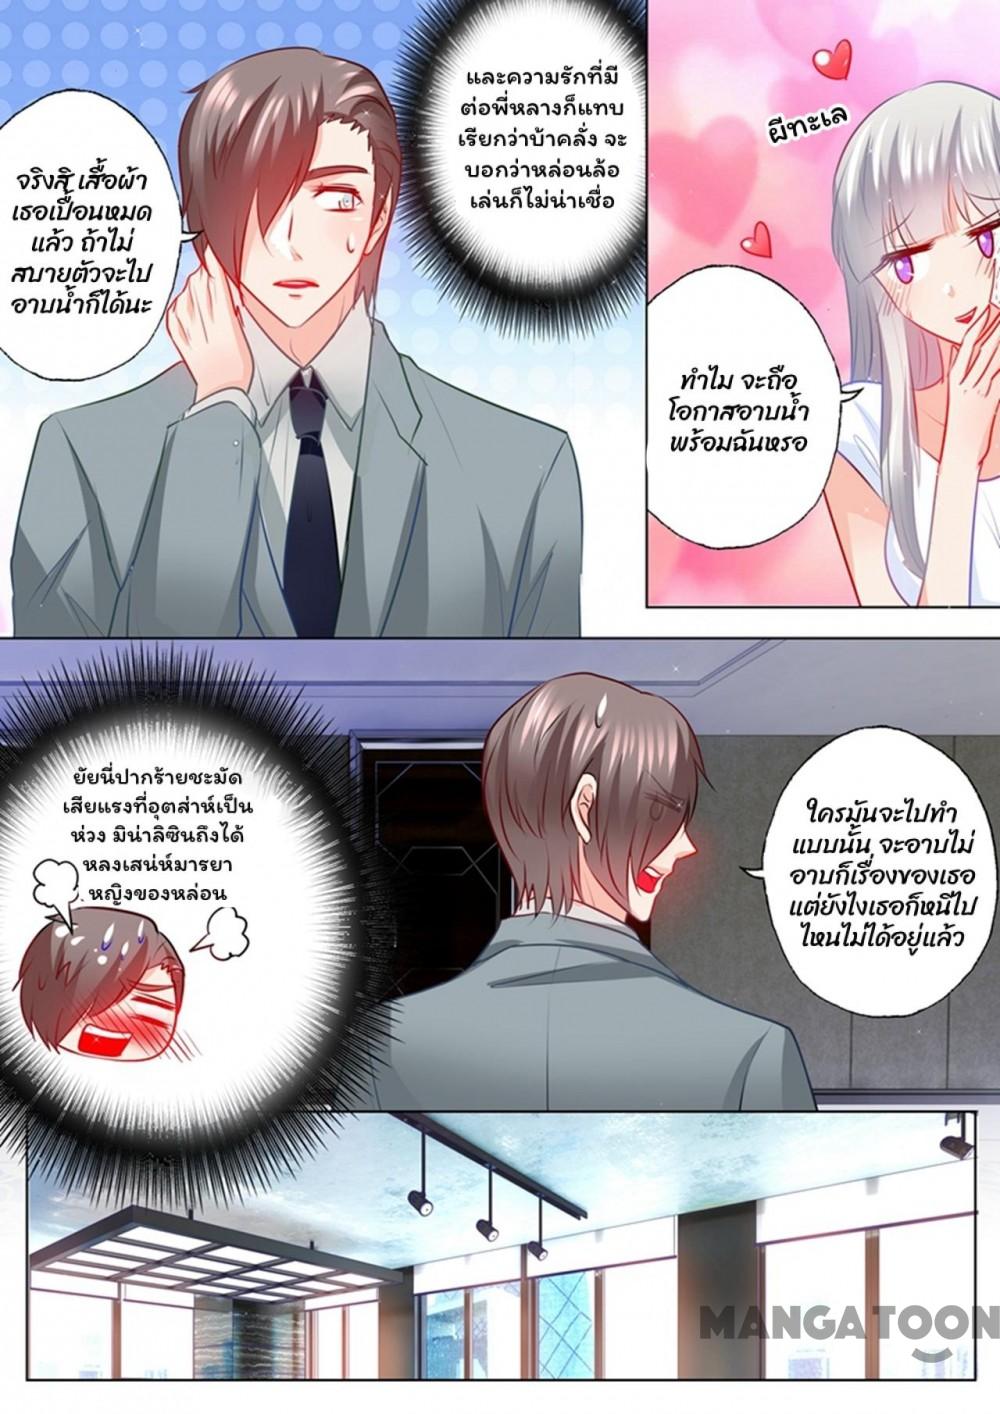 และความรักที่มี
ต่อพี่หลางก็แทบ
เรียกว่าบ้าคลั่ง จะ
บอกว่าหล่อนล้อ
เล่นก็ไม่น่าเชื่อ
จริงสิ เสื้อผ้า
เธอเปื้อนหมด
แล้ว ถ้าไม่
สบายตัวจะไป
อาบน้ำก็ได้นะ
ผีทะเล
ทำไม จะถือ
โอกาสอาบน้ำ
พร้อมฉันหรอ
ยัยนี่ปากร้ายชะมัด
เสียแรงที่อุตส่าห์เป็น
ห่วง มิน่าลิซินถึงได้
หลงเสน่ห์มารยา
หญิงของหล่อน
ใครมันจะไปทำ
แบบนั้น จะอาบไม่
อาบก็เรื่องของเธอ
แต่ยังไงเธอก็หนีไป
ไหนไม่ได้อยู่แล้ว
MANGATOON